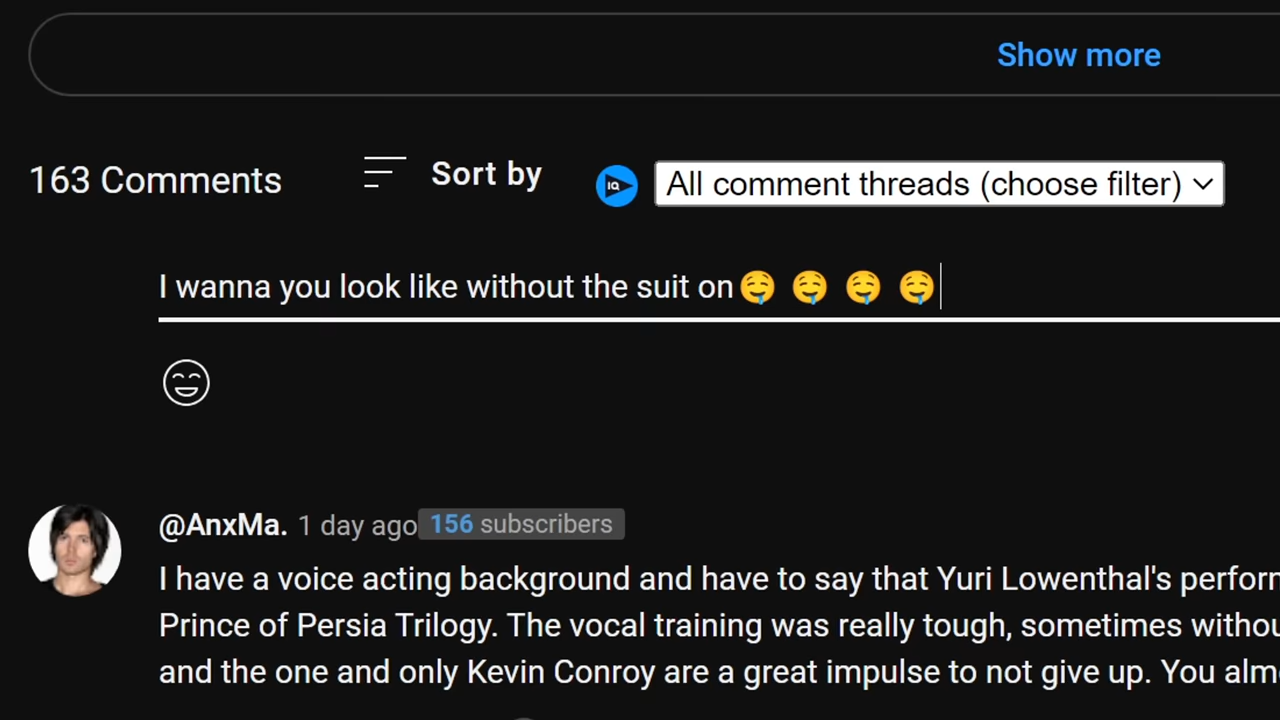 Show more
163 Comments
Sort by
IQ
All comment threads (choose filter)
I wanna you look like without the suit on🤤 🤤 🤤 🤤
@AnxMa. 1 day ago 156 subscribers
I have a voice acting background and have to say that Yuri Lowenthal's perform
Prince of Persia Trilogy. The vocal training was really tough, sometimes withou
and the one and only Kevin Conroy are a great impulse to not give up. You alm